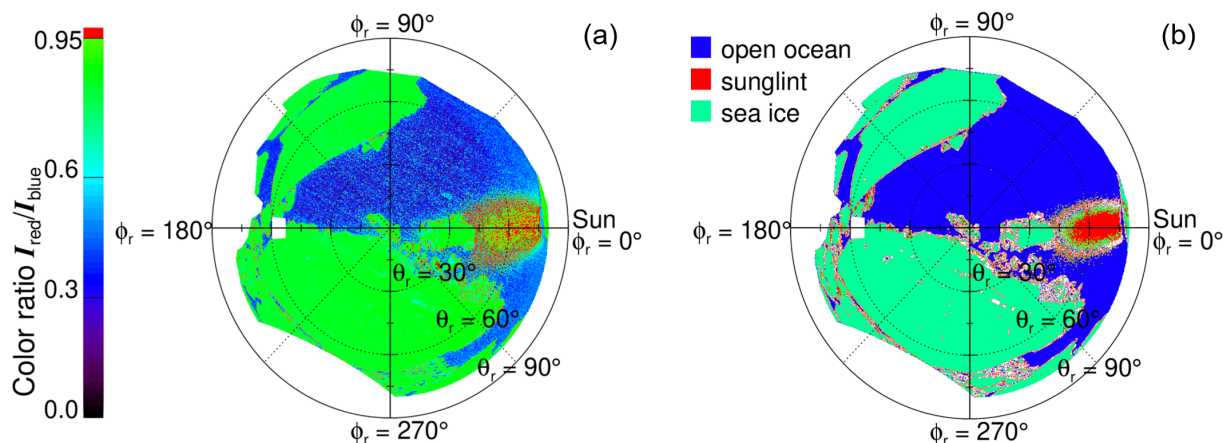 ϕr 90°
(a)
0.95
0.6
0.3
0.0
Color ratio Ired/Iblue
ϕr = 180°
Sun
ϕr = 0°
θr = 30°
θr = 60°
θr = 90°
ϕr = 270°
ϕr = 90°
(b)
open ocean
sunglint
sea ice
ϕr = 180°
Sun
ϕr = 0°
θr = 30°
θr = 60°
θr = 90°
ϕr = 270°